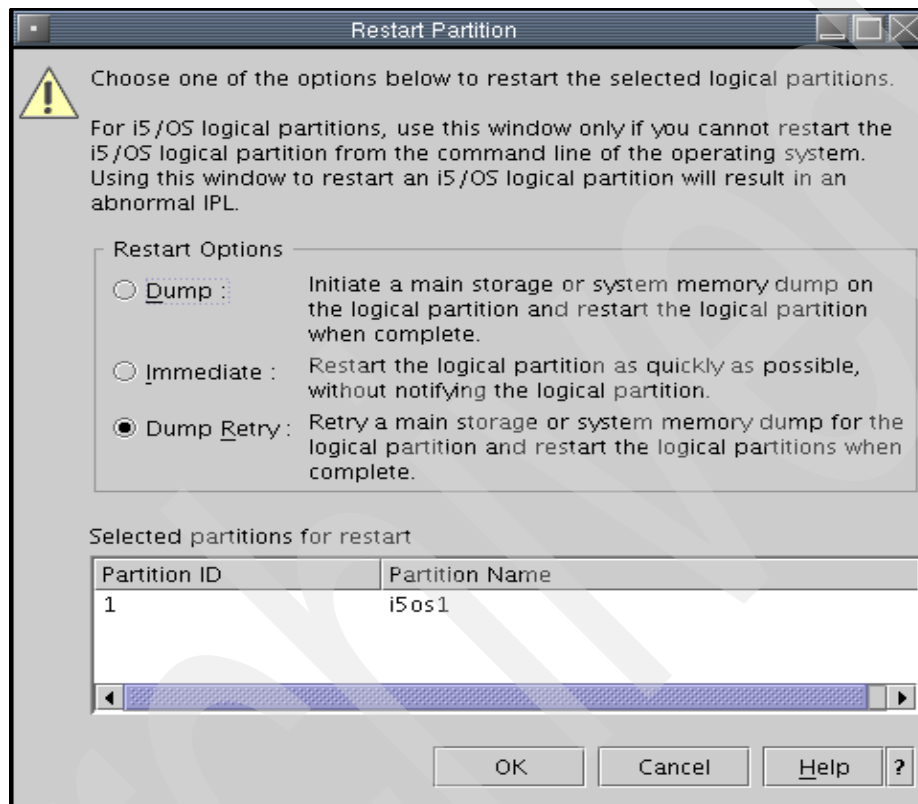 Restart Partition
Choose one of the options below to restart the selected logical partitions.
For i5/OS logical partitions, use this window only if you cannot restart the
i5/OS logical partition from the command line of the operating system.
Using this window to restart an i5/OS logical partition will result in an
abnormal IPL.
Restart Options
Dump : Initiate a main storage or system memory dump on
the logical partition and restart the logical partition
when complete.
Immediate : Restart the logical partition as quickly as possible,
without notifying the logical partition.
Dump Retry : Retry a main storage or system memory dump for the
logical partition and restart the logical partitions when
complete.
Selected partitions for restart
Partition ID Partition Name
1 i5os1
OK Cancel Help ?